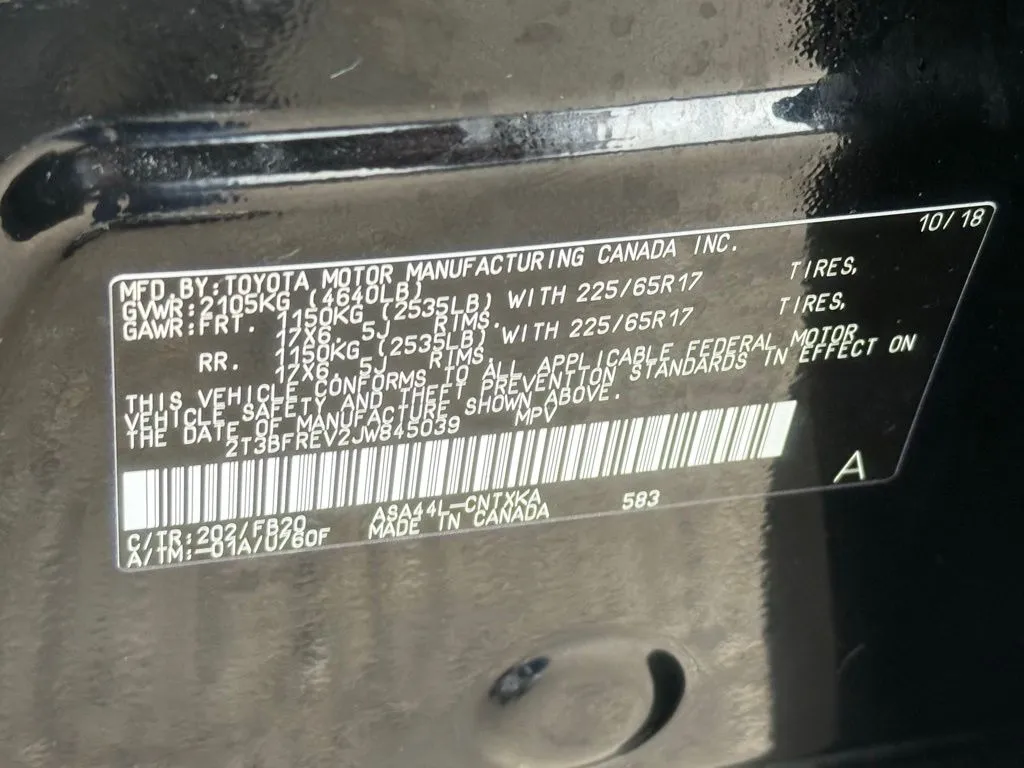 10/18
MFD BY:TOYOTA MOTOR MANUFACTURING CANADA INC.
GVWR:2105KG (4640LB)
GAWR:FRT. 1150KG (2535LB) WITH 225/65R17 TIRES,
17X6.5J RIMS.
RR. 1150KG (2535LB) WITH 225/65R17 TIRES,
17X6.5J RIMS.
THIS VEHICLE CONFORMS TO ALL APPLICABLE FEDERAL MOTOR
VEHICLE SAFETY AND THEFT PREVENTION STANDARDS IN EFFECT ON
THE DATE OF MANUFACTURE SHOWN ABOVE.
2T3BFREV2JW845039 MPV
A
C/TR:202/FB20 ASA44L-CNTXKA 583
A/TM:-01A/U760F MADE IN CANADA